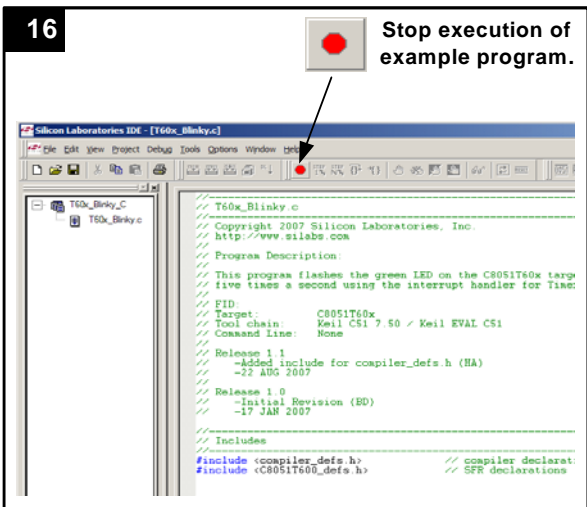 16
Stop execution of
example program.
Silicon Laboratories IDE - [T60x_Blinky.c]
File Edit View Project Debug Tools Options Window Help
T60x_Blinky_C
T60x_Blinky.c
//-----------------------------------------------------------
// T60x_Blinky.c
//-----------------------------------------------------------
// Copyright 2007 Silicon Laboratories, Inc.
// http://www.silabs.com
//
// Program Description:
//
// This program flashes the green LED on the C8051T60x targe
// five times a second using the interrupt handler for Timer
//
// FID:
// Target: C8051T60x
// Tool chain: Keil C51 7.50 / Keil EVAL C51
// Command Line: None
//
// Release 1.1
// -Added include for compiler_defs.h (HA)
// -22 AUG 2007
//
// Release 1.0
// -Initial Revision (BD)
// -17 JAN 2007
//
//-----------------------------------------------------------
// Includes
//-----------------------------------------------------------
#include <compiler_defs.h> // compiler declarat
#include <C8051T600_defs.h> // SFR declarations